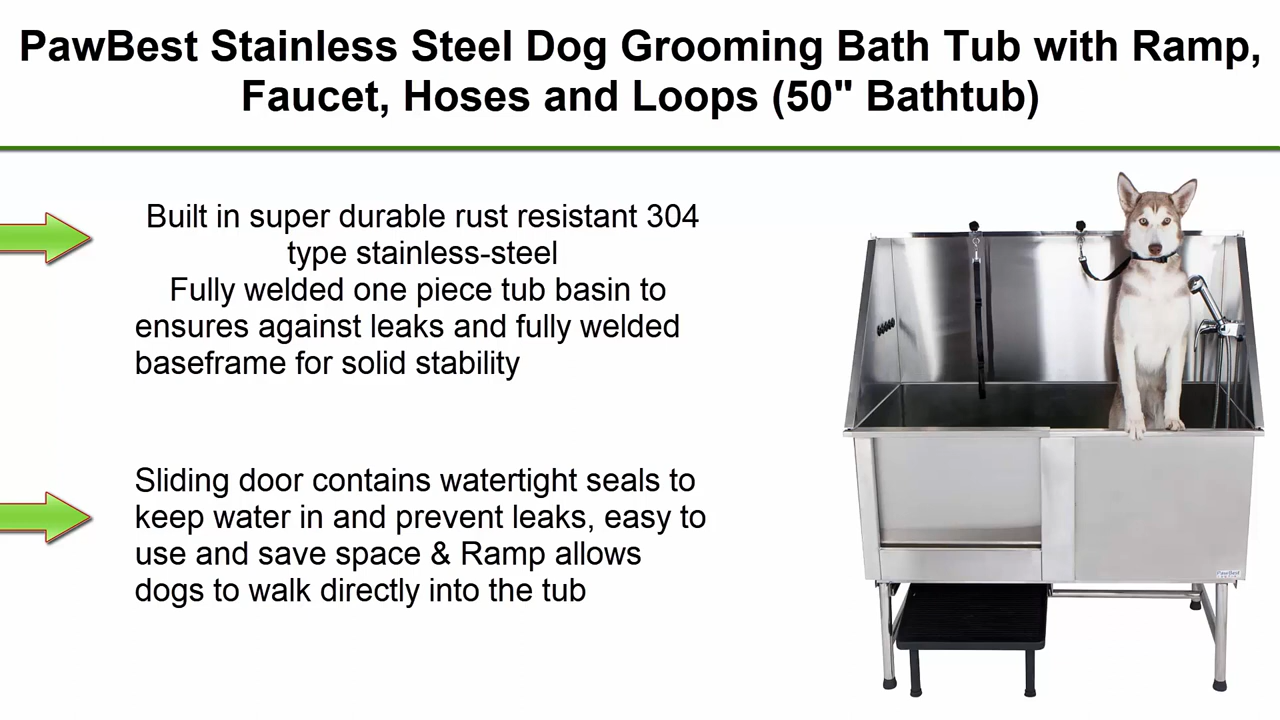 PawBest Stainless Steel Dog Grooming Bath Tub with Ramp,
Faucet, Hoses and Loops (50" Bathtub)
Built in super durable rust resistant 304
type stainless-steel
Fully welded one piece tub basin to
ensures against leaks and fully welded
baseframe for solid stability
Sliding door contains watertight seals to
keep water in and prevent leaks, easy to
use and save space & Ramp allows
dogs to walk directly into the tub
PawBest